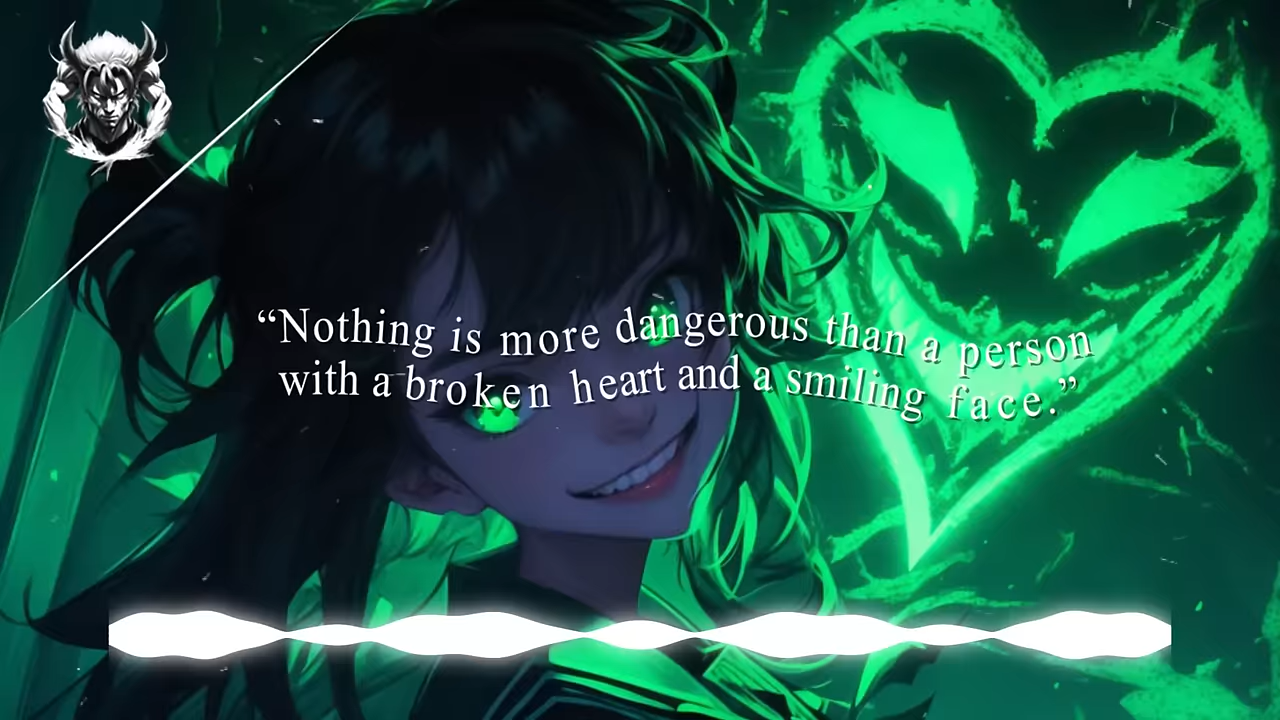 “Nothing is more dangerous than a person
with a broken heart and a smiling face.”